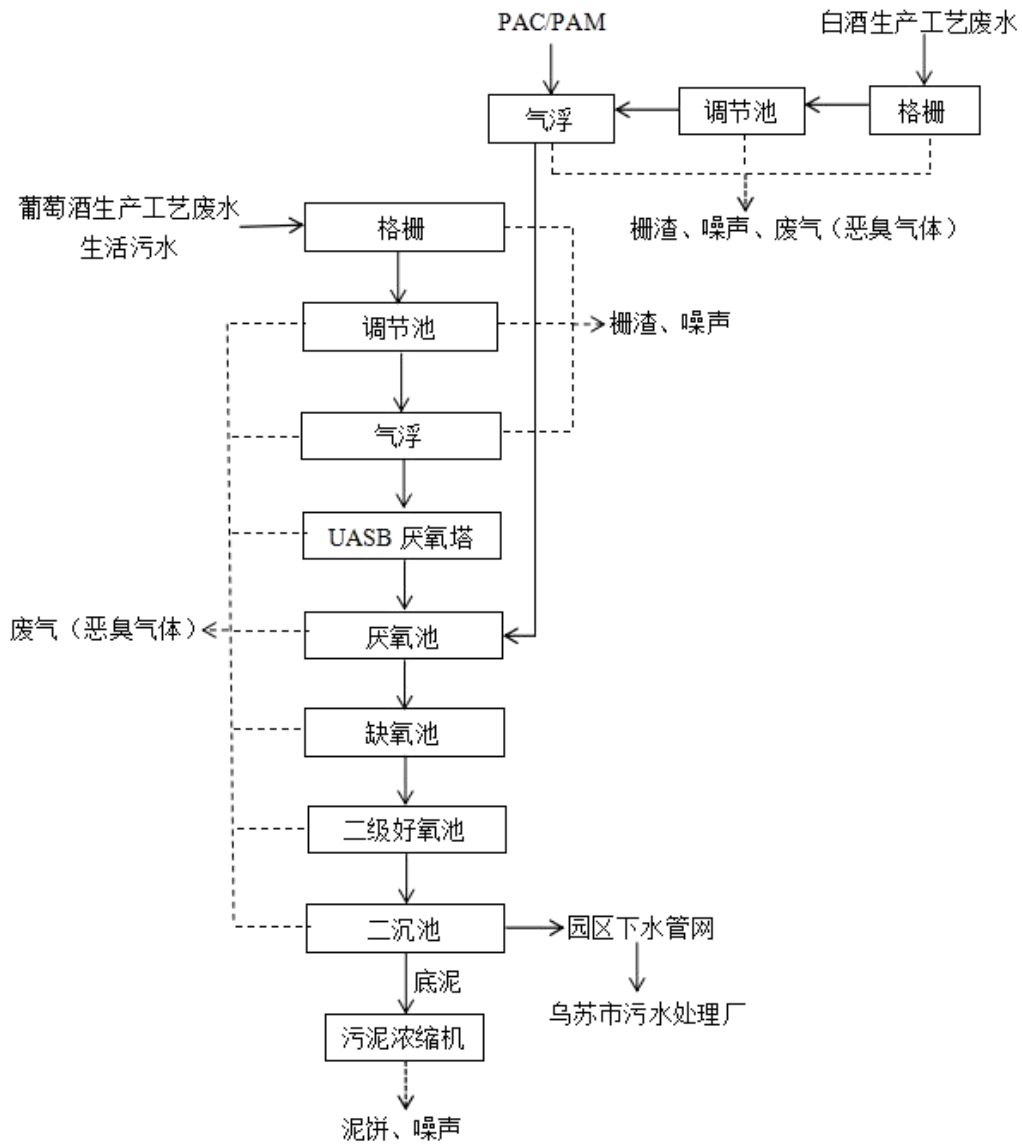 PAC/PAM
白酒生产工艺废水
气浮
调节池
格栅
栅渣、噪声、废气（恶臭气体）
葡萄酒生产工艺废水
生活污水
格栅
调节池
栅渣、噪声
气浮
UASB 厌氧塔
废气（恶臭气体）
厌氧池
缺氧池
二级好氧池
二沉池
园区下水管网
底泥
乌苏市污水处理厂
污泥浓缩机
泥饼、噪声